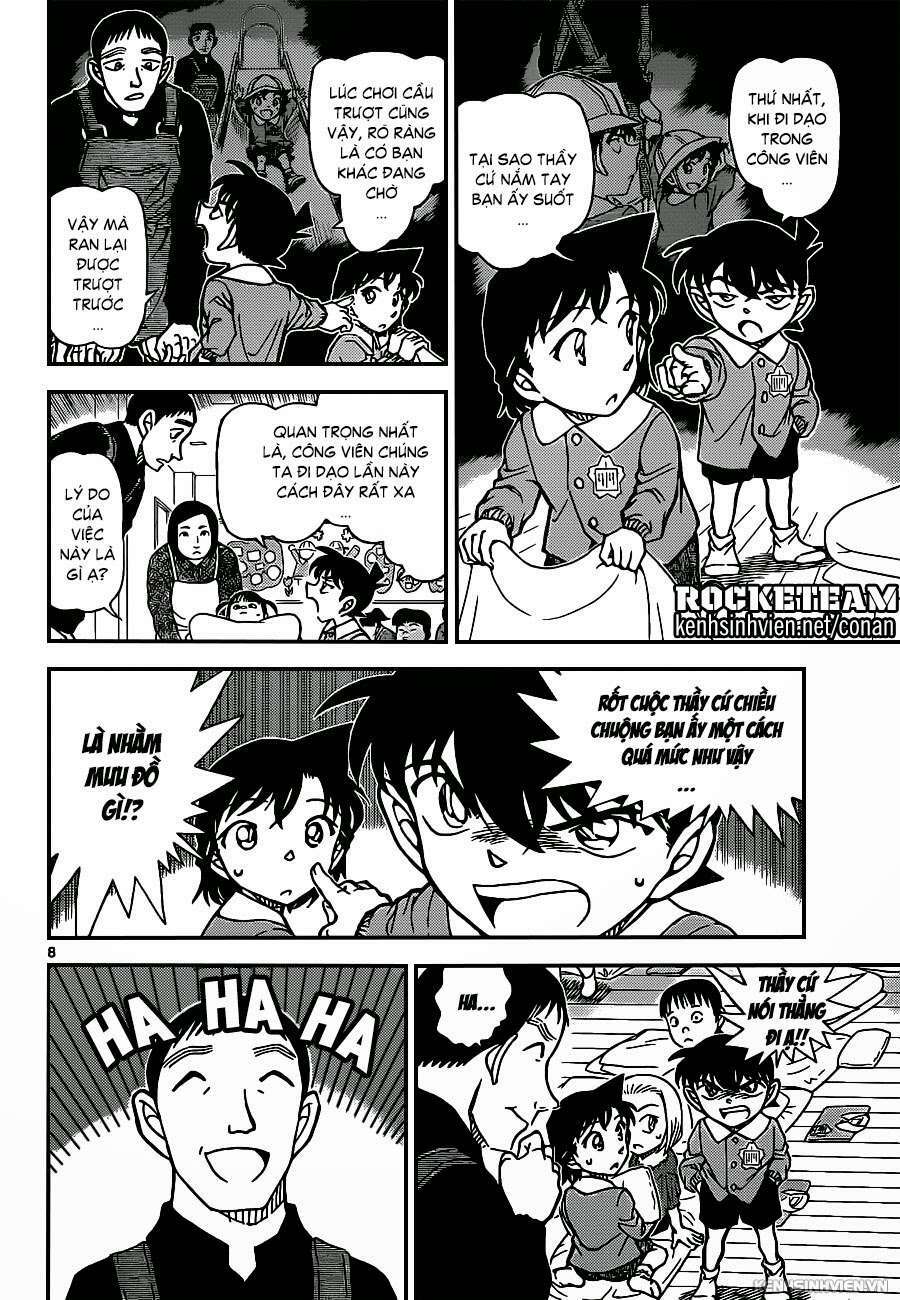 THỨ NHẤT,
KHI ĐI DẠO
TRONG
CÔNG VIÊN
...
TẠI SAO THẦY
CỨ NẮM TAY
BẠN ẤY SUỐT
...
LÚC CHƠI CẦU
TRƯỢT CŨNG
VẬY, RÕ RÀNG
LÀ CÓ BẠN
KHÁC ĐANG
CHỜ
...
VẬY MÀ
RAN LẠI
ĐƯỢC
TRƯỢT
TRƯỚC
...
QUAN TRỌNG NHẤT
LÀ, CÔNG VIÊN CHÚNG
TA ĐI DẠO LẦN NÀY
CÁCH ĐÂY RẤT XA
...
LÝ DO
CỦA
VIỆC
NÀY LÀ
GÌ Ạ?
ROCKETEAM
kenhsinhvien.net/conan
RỐT CUỘC THẦY CỨ CHIỀU
CHUỘNG BẠN ẤY MỘT CÁCH
QUÁ MỨC NHƯ VẬY
...
LÀ NHẰM
MƯU ĐỒ
GÌ!?
8
THẦY CỨ
NÓI THẲNG
ĐI Ạ!!
HA...
HA HA HA
KENHSINHVIEN.VN